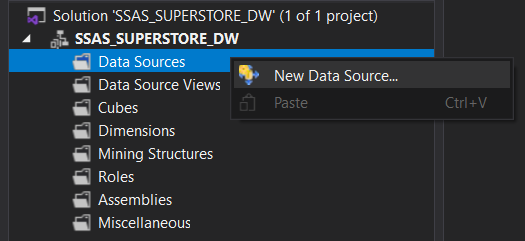 Solution 'SSAS_SUPERSTORE_DW' (1 of 1 project)
SSAS_SUPERSTORE_DW
Data Sources
New Data Source...
Data Source Views
Paste Ctrl+V
Cubes
Dimensions
Mining Structures
Roles
Assemblies
Miscellaneous